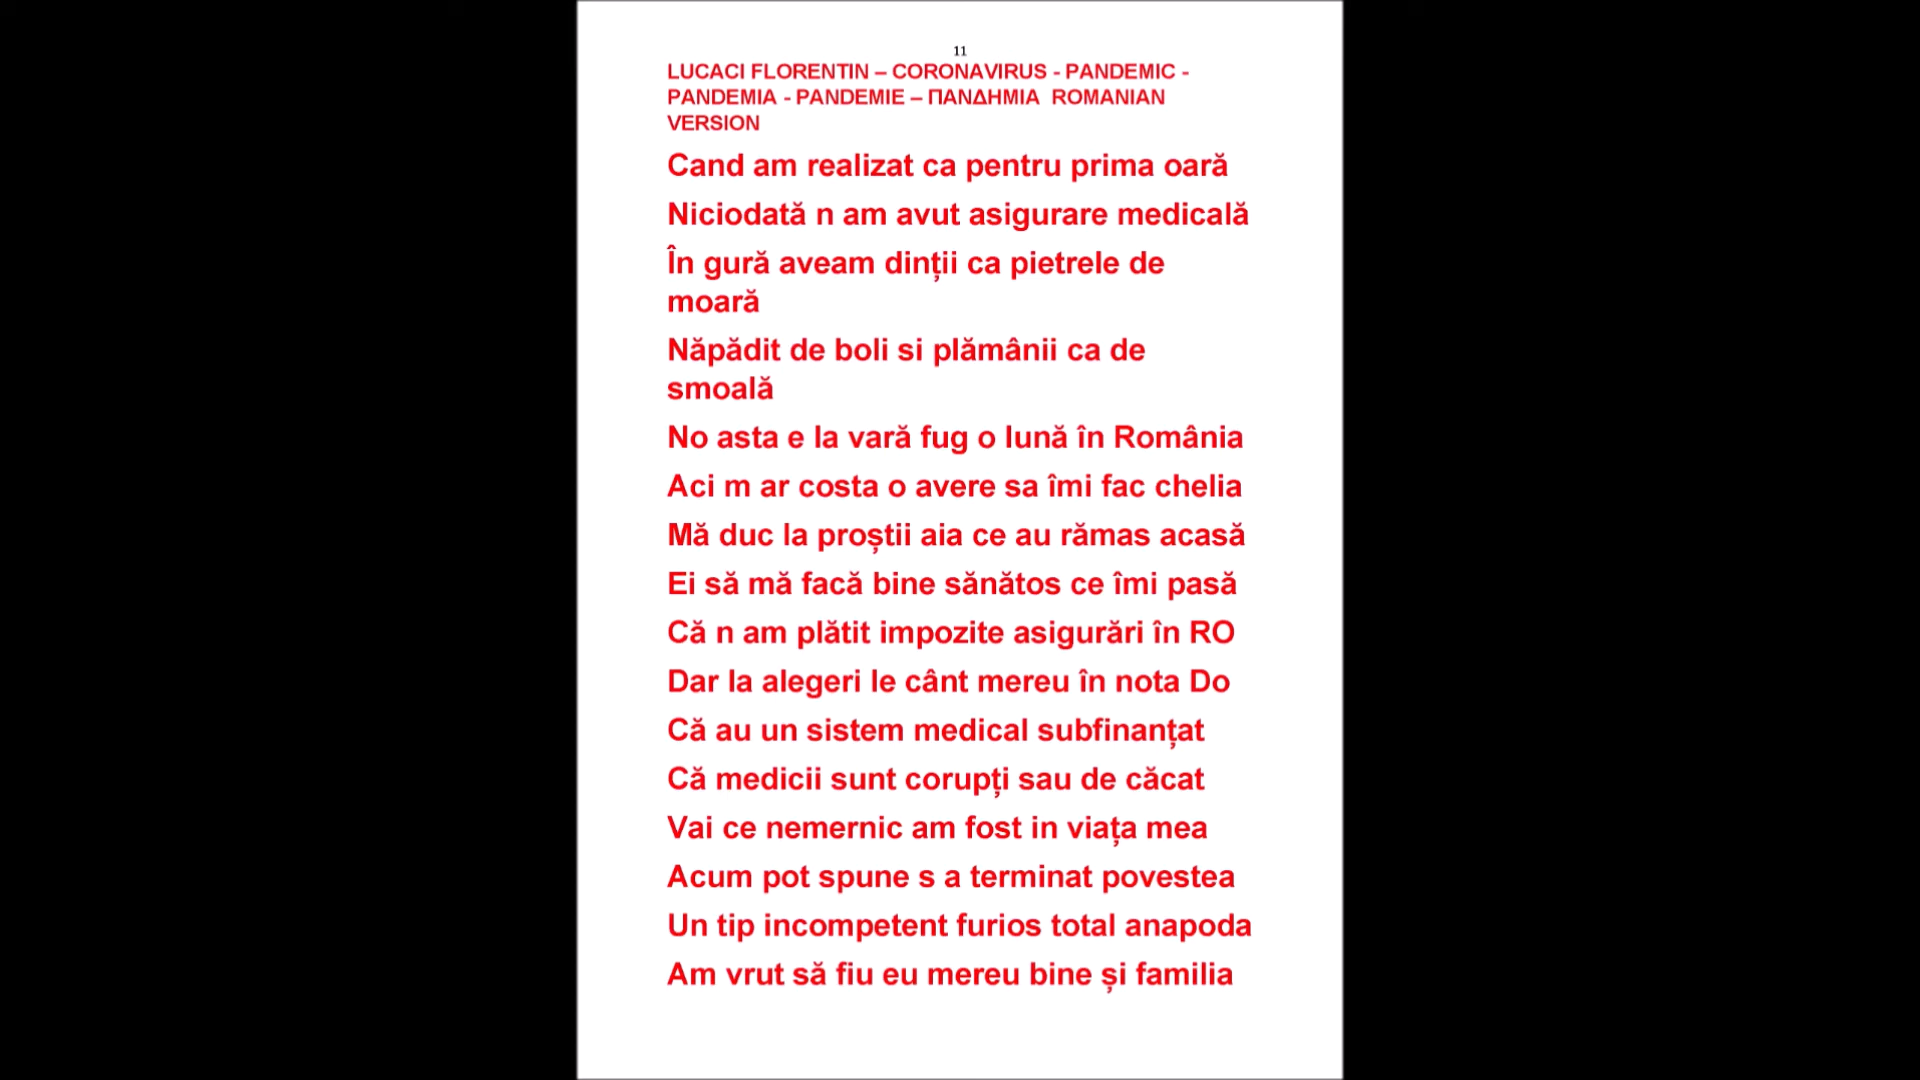 11
LUCACI FLORENTIN – CORONAVIRUS - PANDEMIC -
PANDEMIA - PANDEMIE – ΠΑΝΔΗΜΙΑ  ROMANIAN
VERSION
Cand am realizat ca pentru prima oară
Niciodată n am avut asigurare medicală
În gură aveam dinții ca pietrele de
moară
Năpădit de boli si plămânii ca de
smoală
No asta e la vară fug o lună în România
Aci m ar costa o avere sa îmi fac chelia
Mă duc la proștii aia ce au rămas acasă
Ei să mă facă bine sănătos ce îmi pasă
Că n am plătit impozite asigurări în RO
Dar la alegeri le cânt mereu în nota Do
Că au un sistem medical subfinanțat
Că medicii sunt corupți sau de căcat
Vai ce nemernic am fost in viața mea
Acum pot spune s a terminat povestea
Un tip incompetent furios total anapoda
Am vrut să fiu eu mereu bine și familia